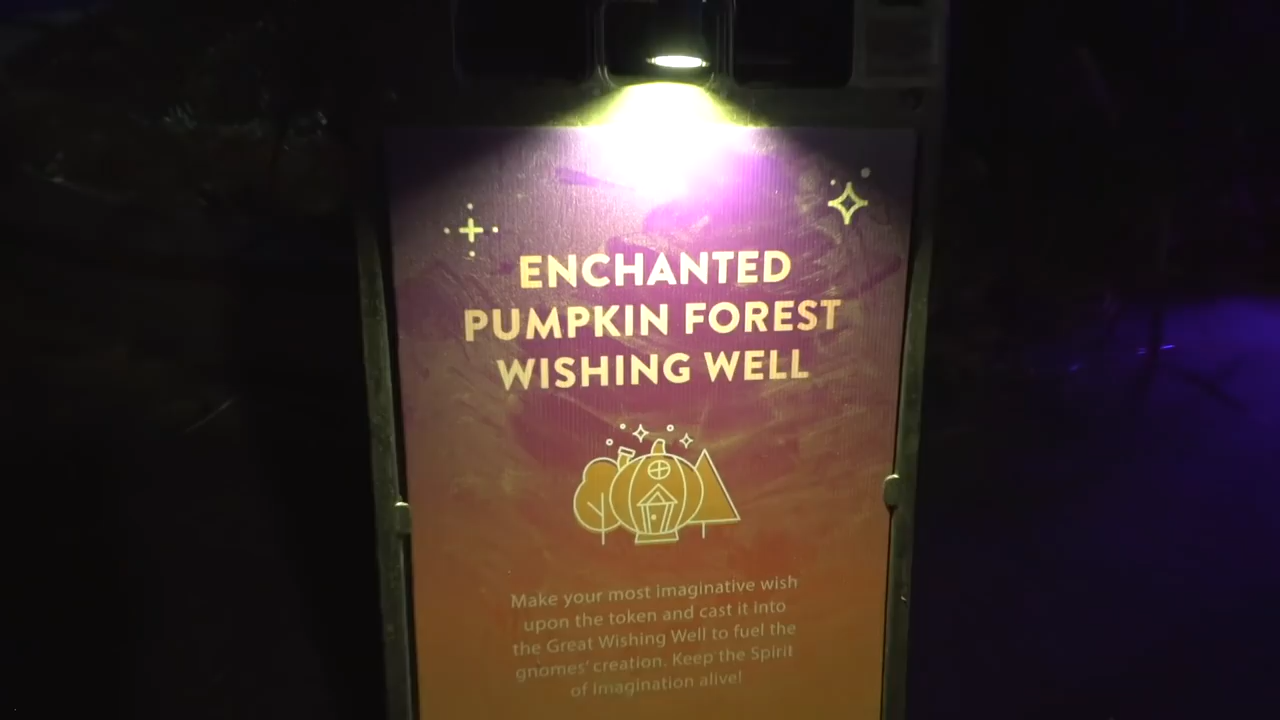 ENCHANTED
PUMPKIN FOREST
WISHING WELL
Make your most imaginative wish
upon the token and cast it into
the Great Wishing Well to fuel the
gnomes' creation. Keep the Spirit
of Imagination alive!